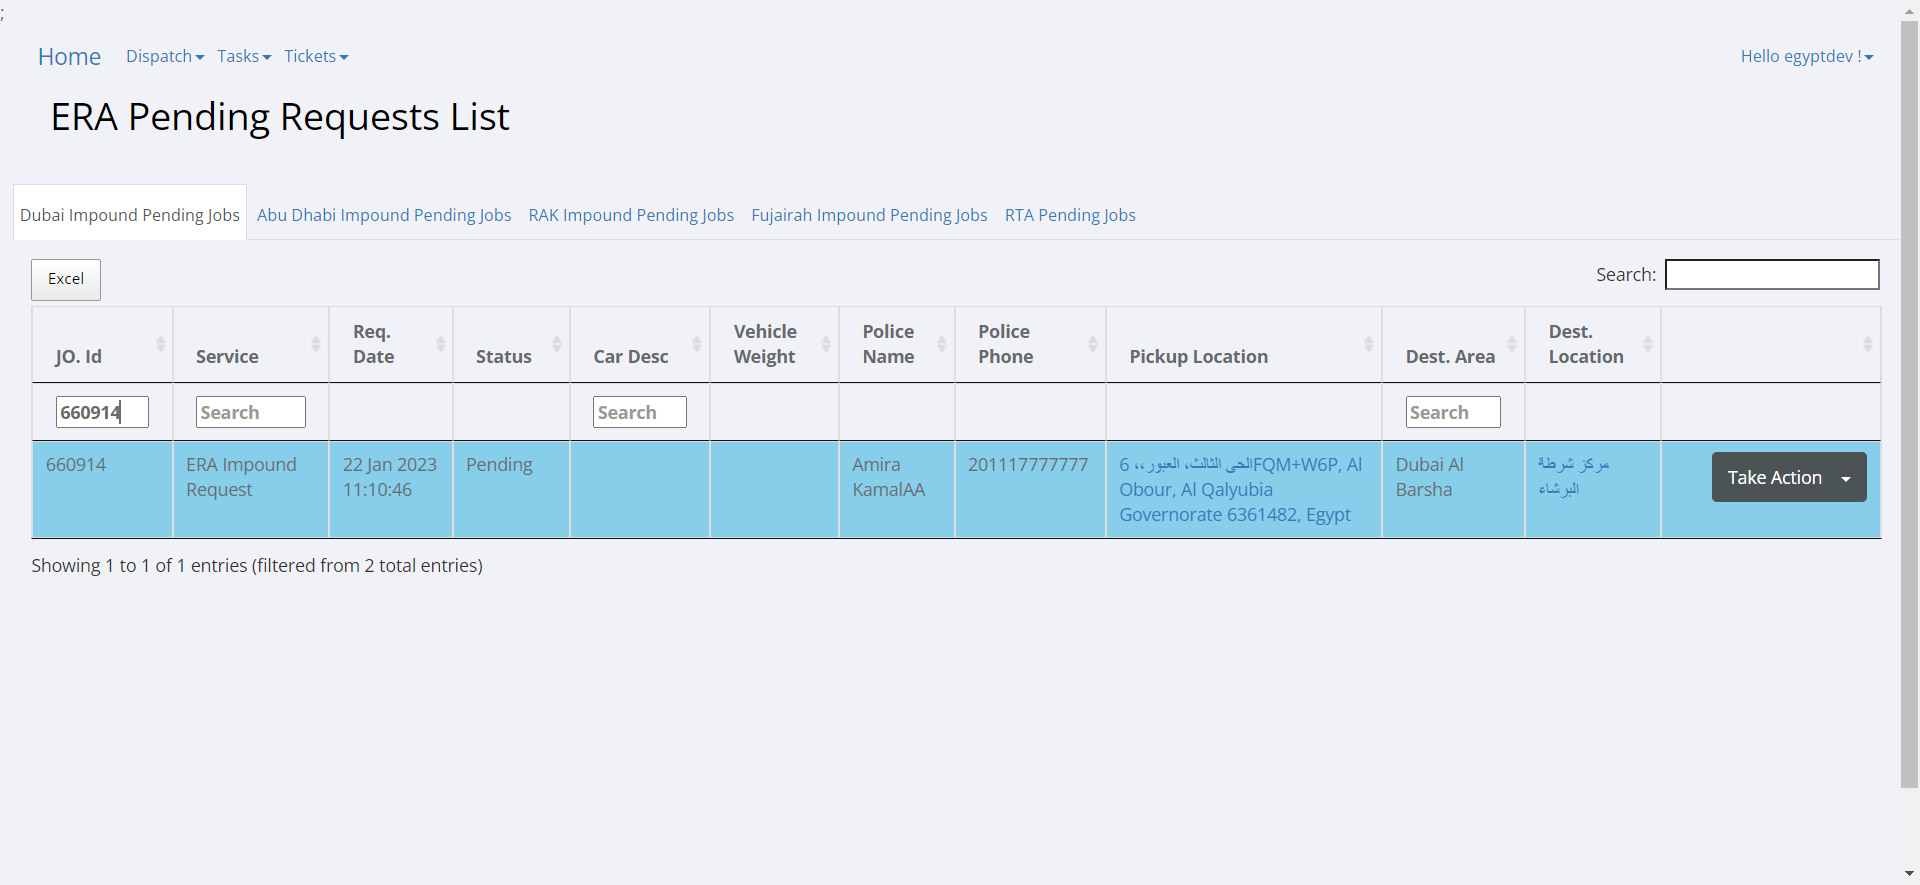 ;
Home Dispatch Tasks Tickets Hello egyptdev !
ERA Pending Requests List
Dubai Impound Pending Jobs Abu Dhabi Impound Pending Jobs RAK Impound Pending Jobs Fujairah Impound Pending Jobs RTA Pending Jobs
Excel Search:
JO. Id Service Req. Date Status Car Desc Vehicle Weight Police Name Police Phone Pickup Location Dest. Area Dest. Location
660914 Search Search Search
660914 ERA Impound Request 22 Jan 2023 11:10:46 Pending Amira KamalAA 201117777777 6 الحى الثالث، العبور،، FQM+W6P, Al Obour, Al Qalyubia Governorate 6361482, Egypt Dubai Al Barsha مركز شرطة البرشاء Take Action
Showing 1 to 1 of 1 entries (filtered from 2 total entries)